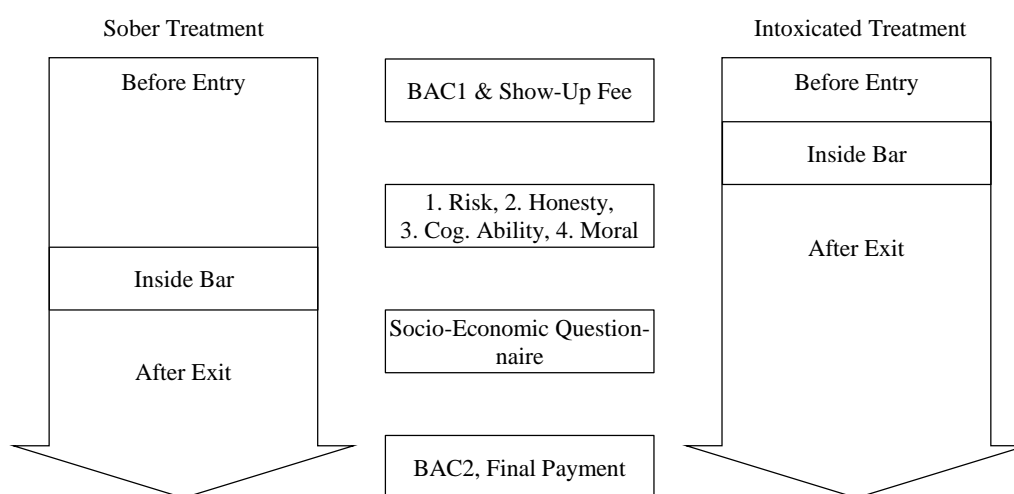 Sober Treatment
Intoxicated Treatment
Before Entry
BAC1 & Show-Up Fee
Before Entry
Inside Bar
1. Risk, 2. Honesty,
3. Cog. Ability, 4. Moral
After Exit
Inside Bar
Socio-Economic Question-
naire
After Exit
BAC2, Final Payment